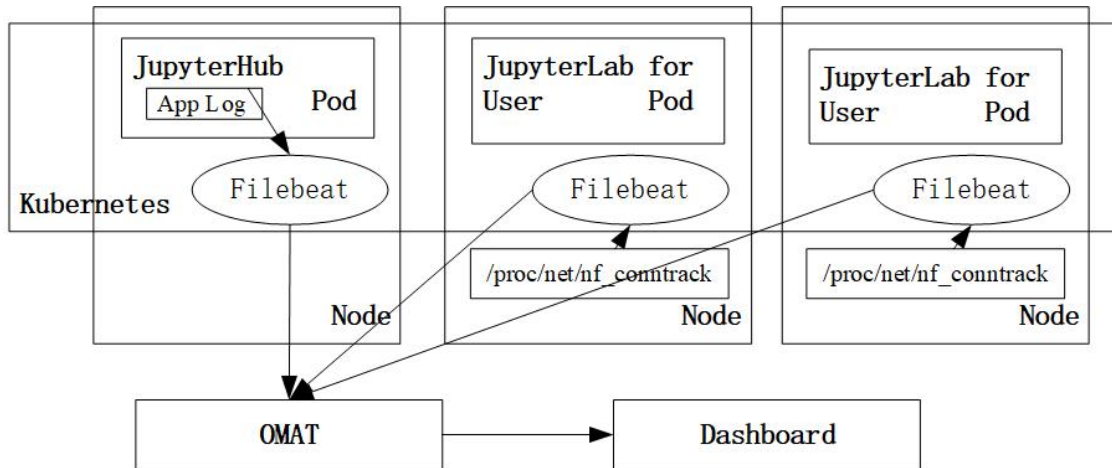 JupyterHub
App Log
Pod
JupyterLab for
User Pod
JupyterLab for
User Pod
Filebeat
Filebeat
Filebeat
Kubernetes
/proc/net/nf_conntrack
/proc/net/nf_conntrack
Node
Node
Node
OMAT
Dashboard